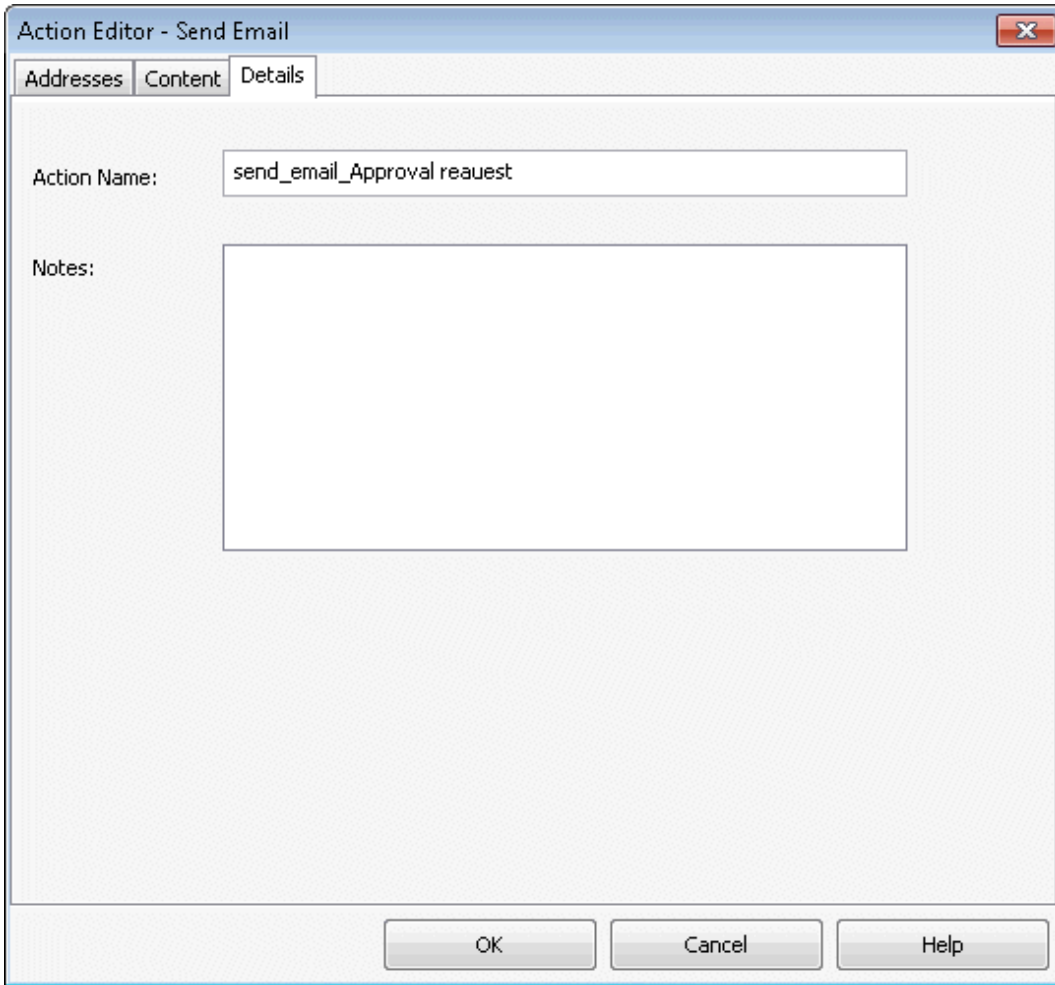 Action Editor - Send Email
Addresses Content Details
Action Name: send_email_Approval reauest
Notes:
OK Cancel Help